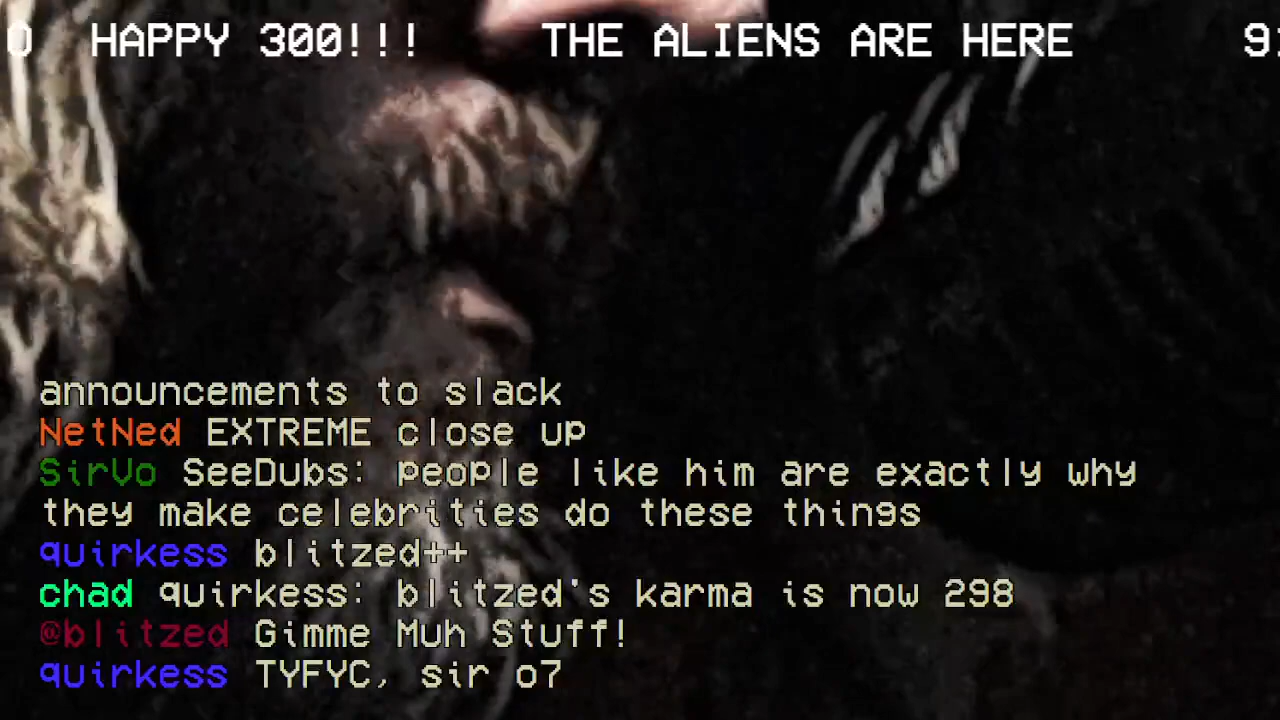 0 HAPPY 300!!! THE ALIENS ARE HERE 9:
announcements to slack
NetNed EXTREME close up
SirVo SeeDubs: people like him are exactly why
they make celebrities do these things
quirkess blitzed++
chad quirkess: blitzed's karma is now 298
@blitzed Gimme Muh Stuff!
quirkess TYFYC, sir o7